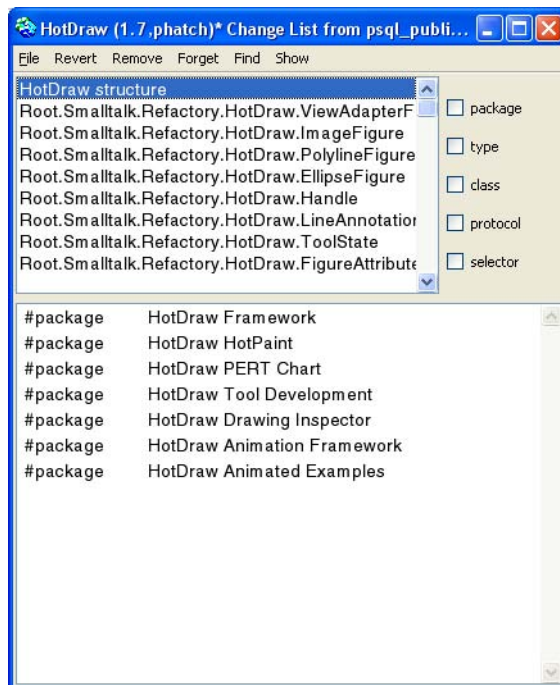 HotDraw (1.7,phatch)* Change List from psql_publi...
File Revert Remove Forget Find Show
HotDraw structure
Root.Smalltalk.Refactory.HotDraw.ViewAdapterF
Root.Smalltalk.Refactory.HotDraw.ImageFigure
Root.Smalltalk.Refactory.HotDraw.PolylineFigure
Root.Smalltalk.Refactory.HotDraw.EllipseFigure
Root.Smalltalk.Refactory.HotDraw.Handle
Root.Smalltalk.Refactory.HotDraw.LineAnnotation
Root.Smalltalk.Refactory.HotDraw.ToolState
Root.Smalltalk.Refactory.HotDraw.FigureAttribute
package
type
class
protocol
selector
#package HotDraw Framework
#package HotDraw HotPaint
#package HotDraw PERT Chart
#package HotDraw Tool Development
#package HotDraw Drawing Inspector
#package HotDraw Animation Framework
#package HotDraw Animated Examples